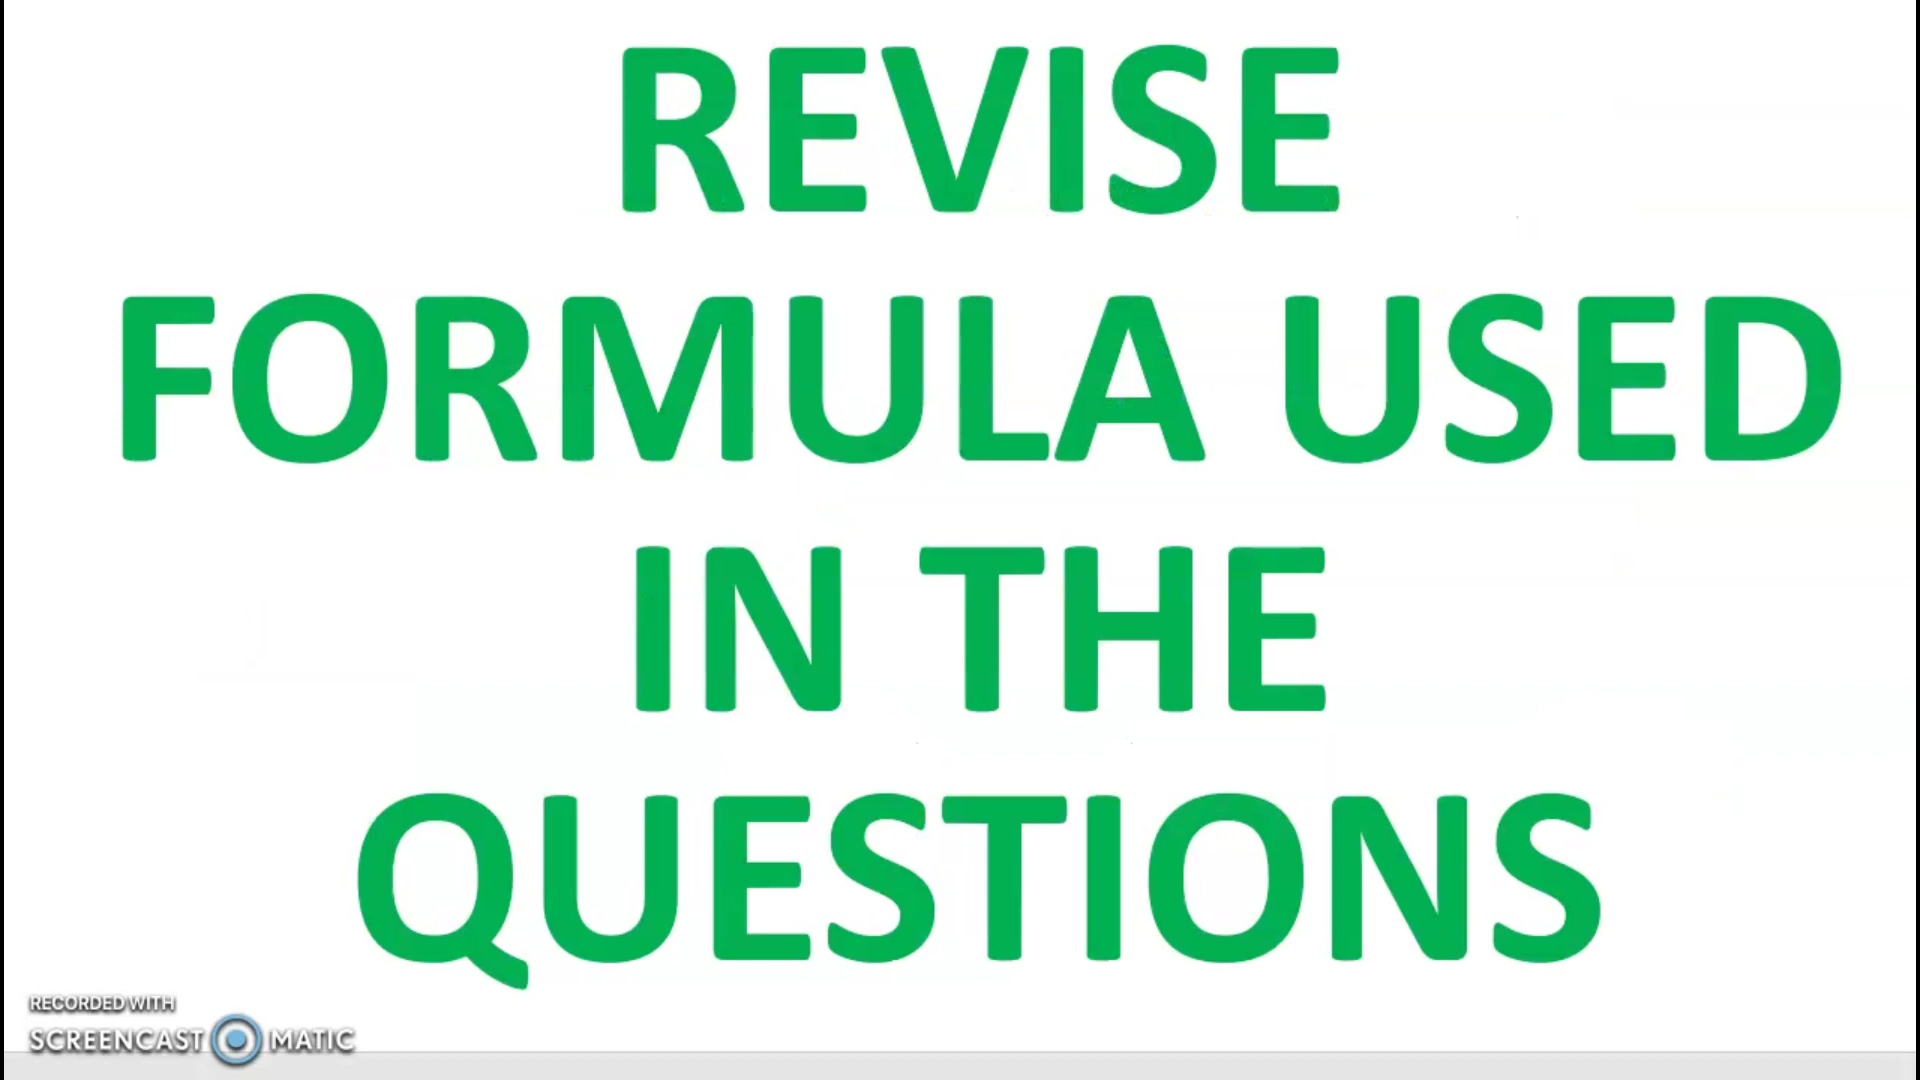 REVISE
FORMULA USED
IN THE
QUESTIONS
RECORDED WITH
SCREENCAST MATIC